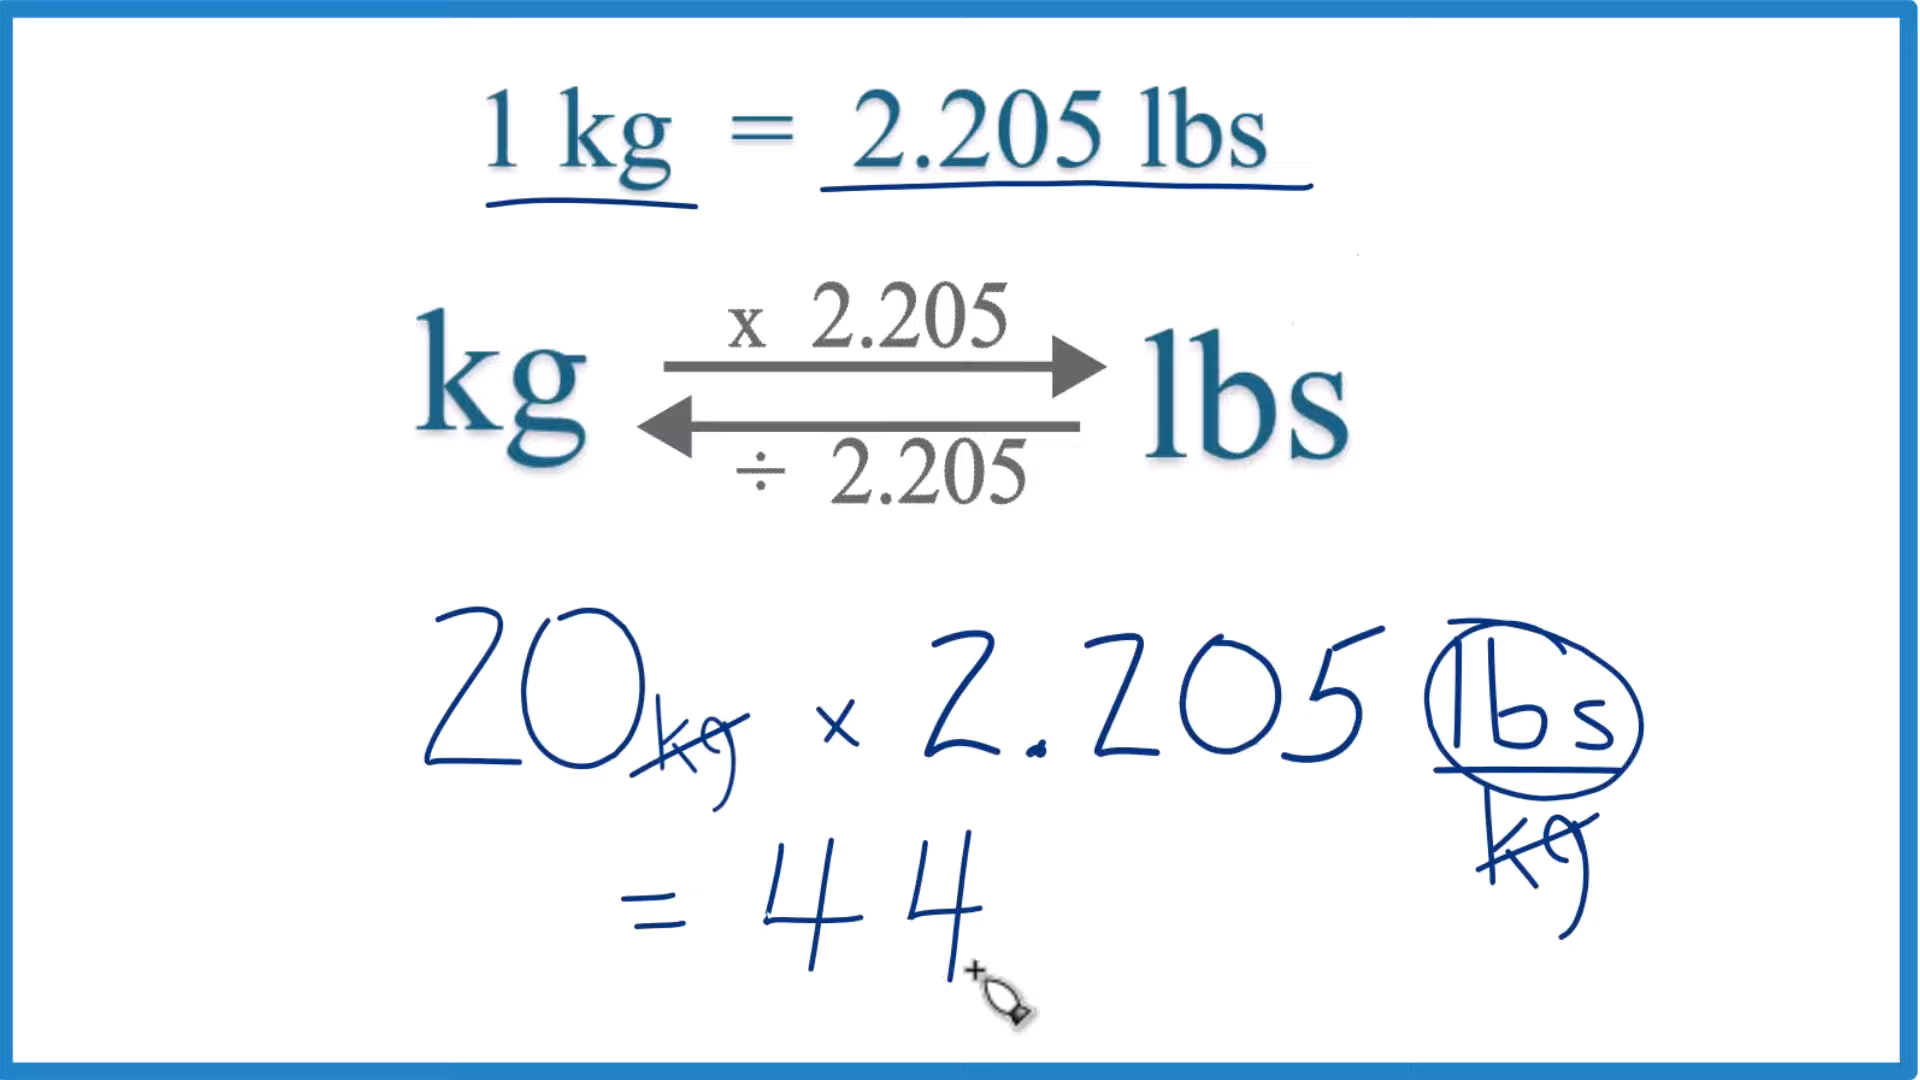 1 kg = 2.205 lbs
x 2.205
kg lbs
÷ 2.205
20 kg x 2.205 lbs
kg
= 44